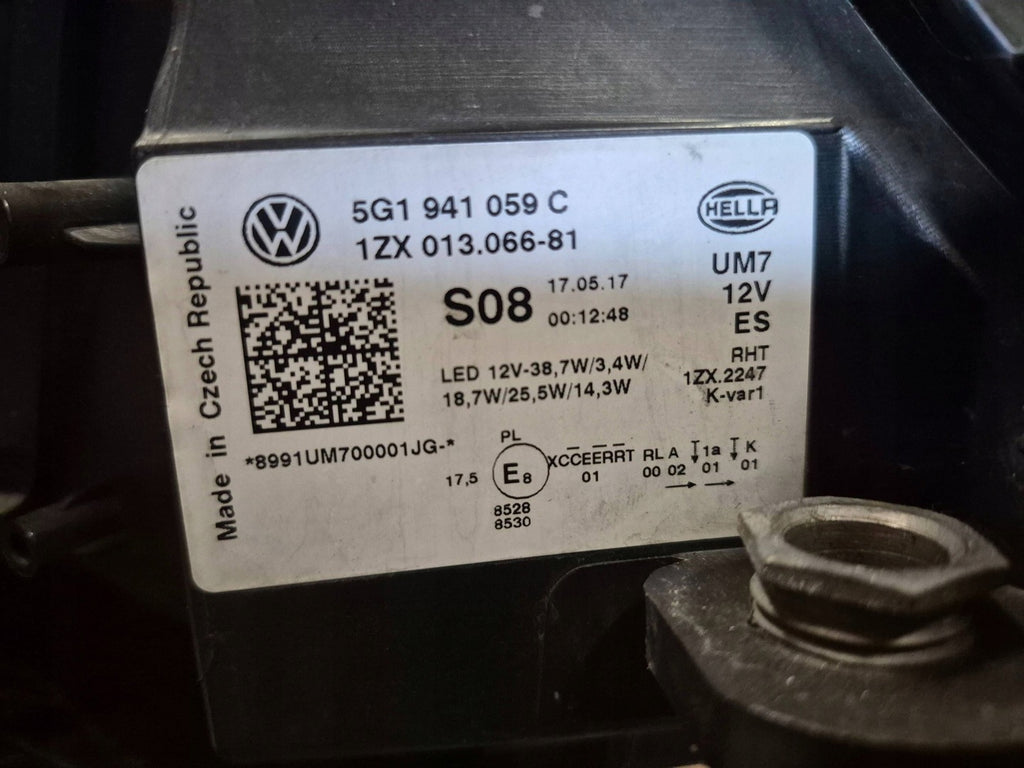 Made in Czech Republic
5G1 941 059 C
1ZX 013.066-81
HELLA
UM7
12V
ES
S08
17.05.17
00:12:48
RHT
1ZX.2247
K-var1
LED 12V-38,7W/3,4W/
18,7W/25,5W/14,3W
*8991UM700001JG-*
PL
17,5 E8 XCCEERRT RL A 1a K
01 00 02 01 01
8528
8530